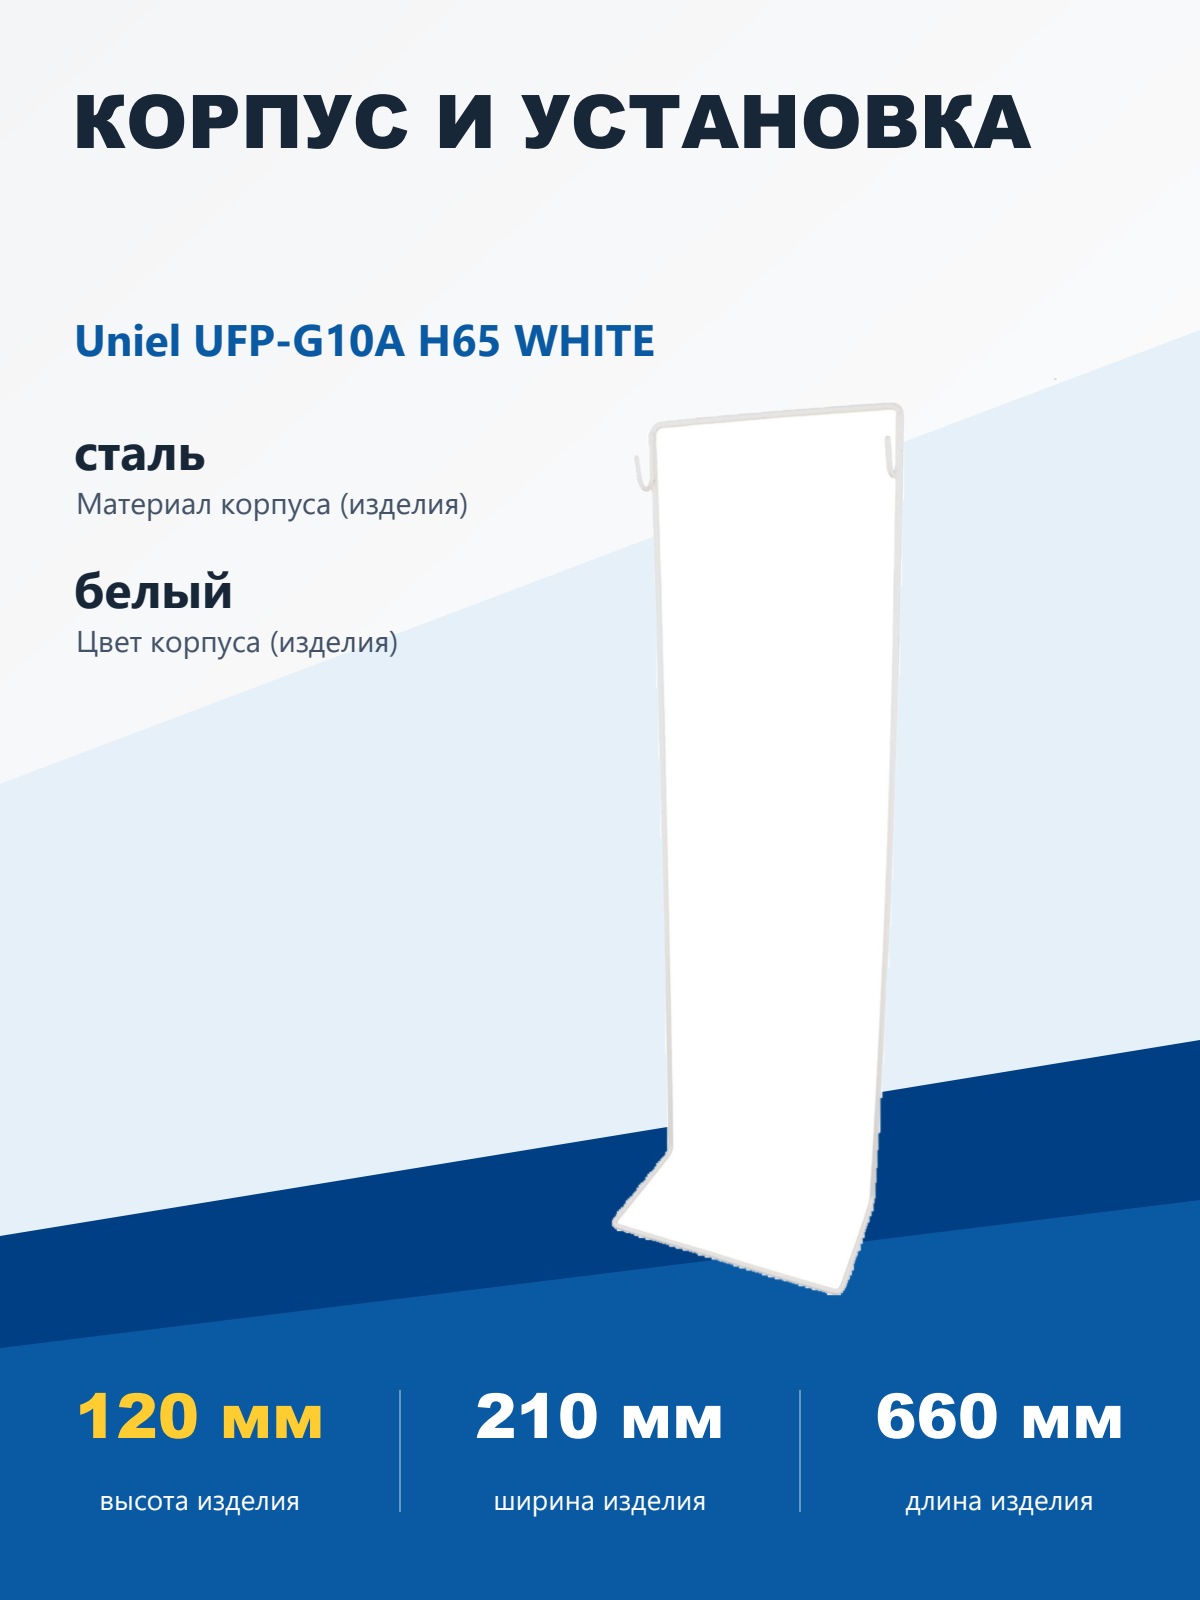 КОРПУС И УСТАНОВКА
Uniel UFP-G10A H65 WHITE
сталь
Материал корпуса (изделия)
белый
Цвет корпуса (изделия)
120 мм
высота изделия
210 мм
ширина изделия
660 мм
длина изделия